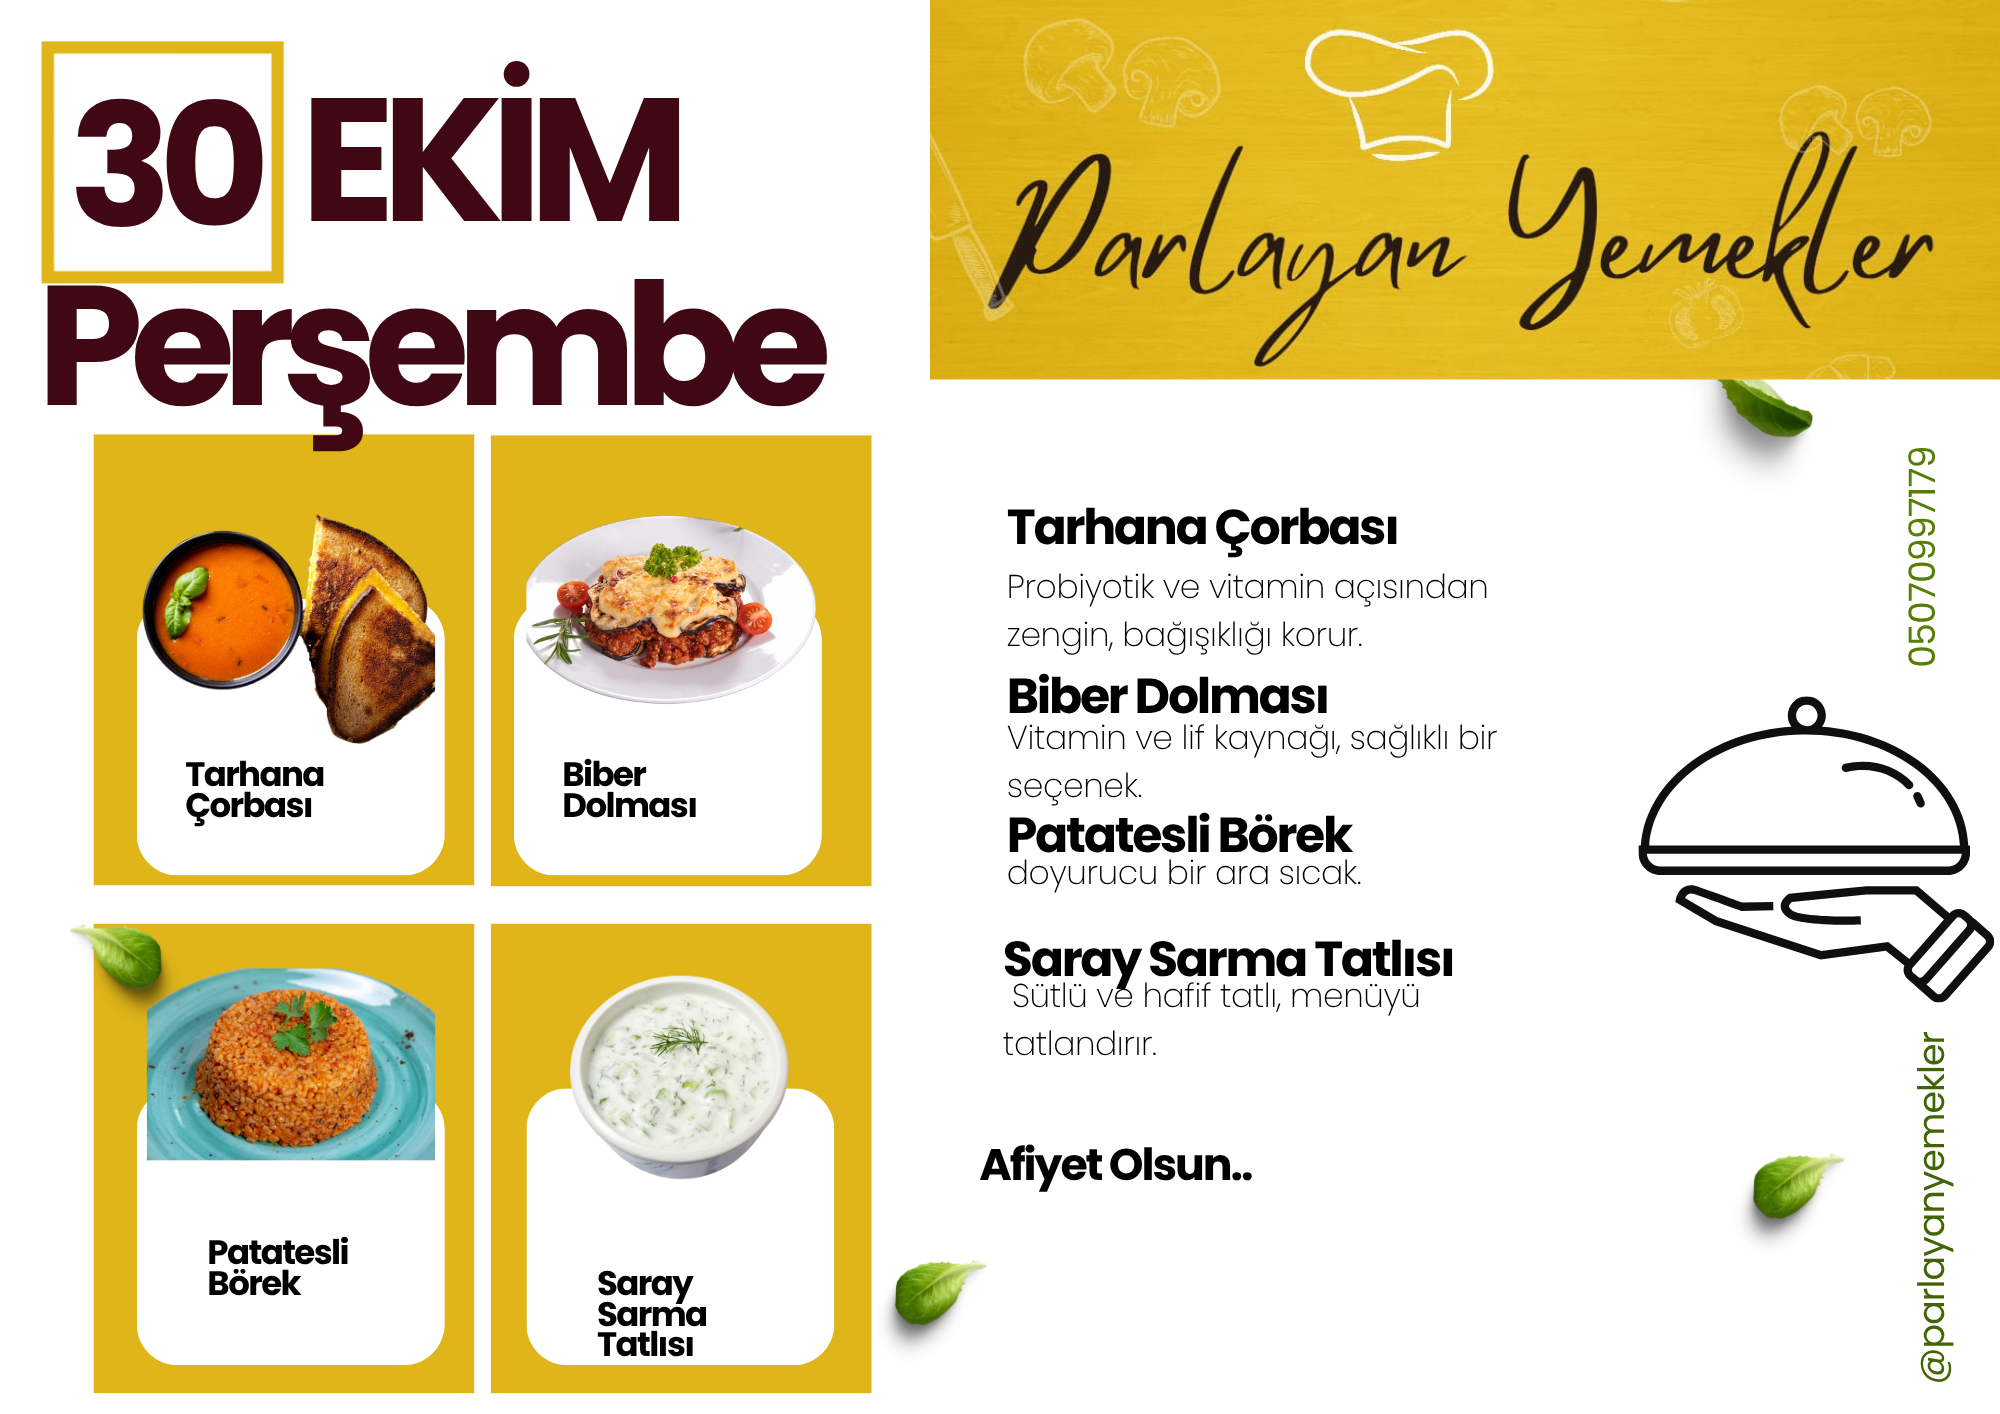 30 EKİM
Perşembe
Parlayan Yemekler
Tarhana
Çorbası
Biber
Dolması
Patatesli
Börek
Saray
Sarma
Tatlısı
Tarhana Çorbası
Probiyotik ve vitamin açısından
zengin, bağışıklığı korur.
Biber Dolması
Vitamin ve lif kaynağı, sağlıklı bir
seçenek.
Patatesli Börek
doyurucu bir ara sıcak.
Saray Sarma Tatlısı
Sütlü ve hafif tatlı, menüyü
tatlandırır.
Afiyet Olsun..
05070997179
@parlayanyemekler